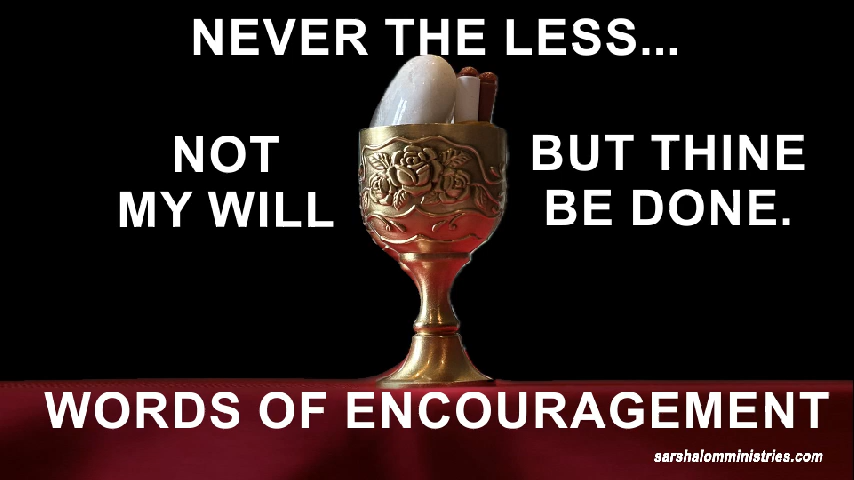 NEVER THE LESS...
NOT
MY WILL
BUT THINE
BE DONE.
WORDS OF ENCOURAGEMENT
sarshalomministries.com